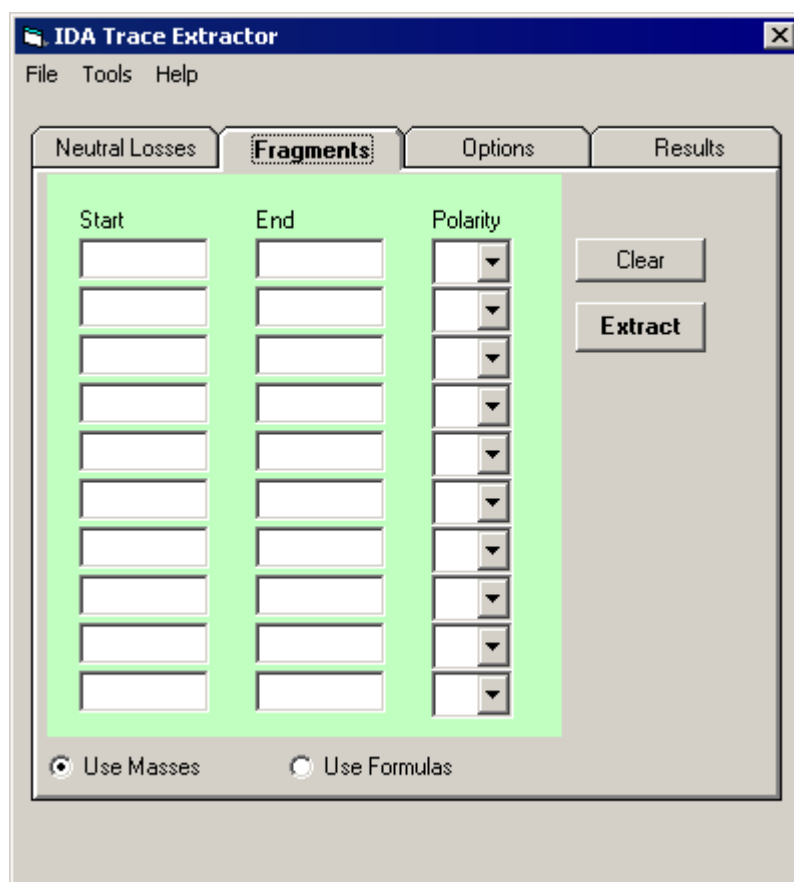 IDA Trace Extractor
File Tools Help
Neutral Losses Fragments Options Results
Start End Polarity
Clear
Extract
Use Masses Use Formulas